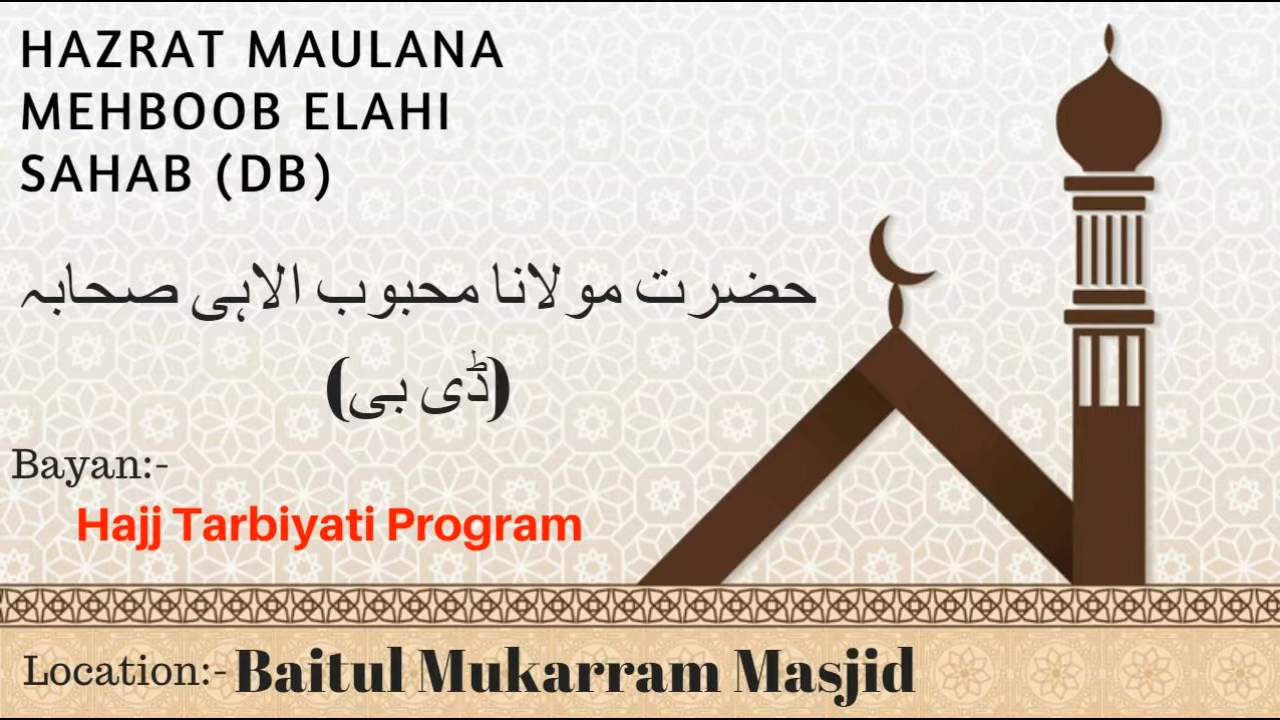 HAZRAT MAULANA
MEHBOOB ELAHI
SAHAB (DB)
حضرت مولانا محبوب الاہی صحابہ
(ڈی بی)
Bayan:-
Hajj Tarbiyati Program
Location:- Baitul Mukarram Masjid